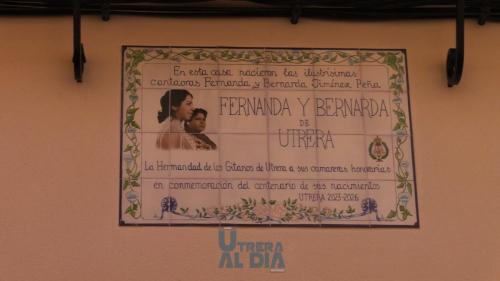 En esta casa nacieron las ilustrísimas
cantaoras Fernanda y Bernarda Jiménez Peña
FERNANDA Y BERNARDA
DE
UTRERA
La Hermandad de los Gitanos de Utrera a sus camareras honorarias
en conmemoración del centenario de sus nacimientos
UTRERA 2023-2026
UTRERA
AL DÍA